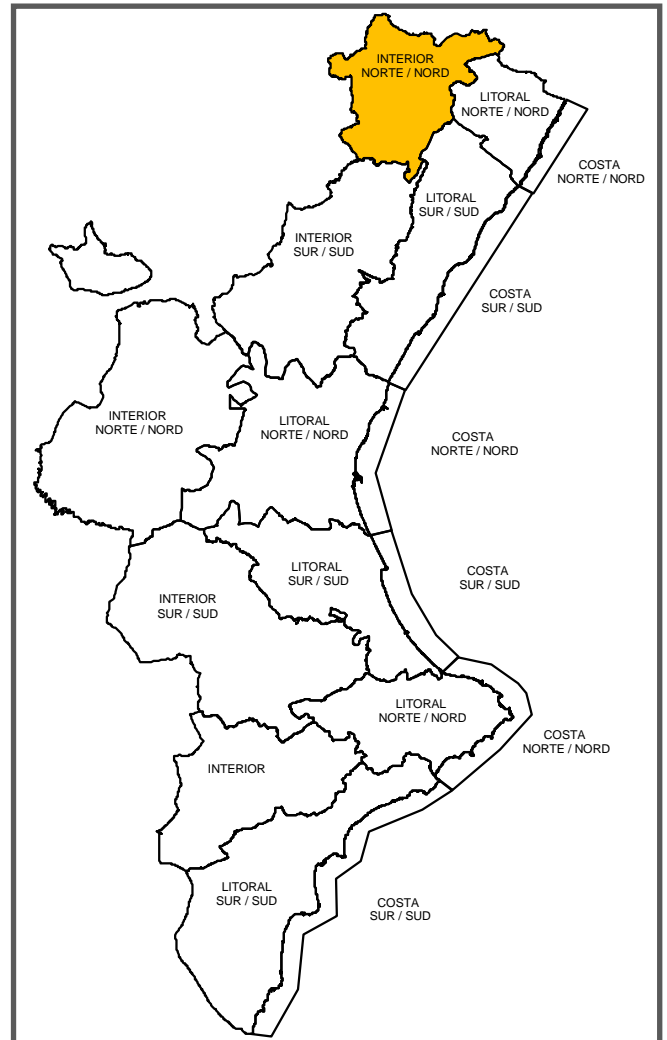 INTERIOR
NORTE / NORD
LITORAL
NORTE / NORD
COSTA
NORTE / NORD
LITORAL
SUR / SUD
INTERIOR
SUR / SUD
COSTA
SUR / SUD
INTERIOR
NORTE / NORD
LITORAL
NORTE / NORD
COSTA
NORTE / NORD
LITORAL
SUR / SUD
COSTA
SUR / SUD
INTERIOR
SUR / SUD
LITORAL
NORTE / NORD
COSTA
NORTE / NORD
INTERIOR
LITORAL
SUR / SUD
COSTA
SUR / SUD